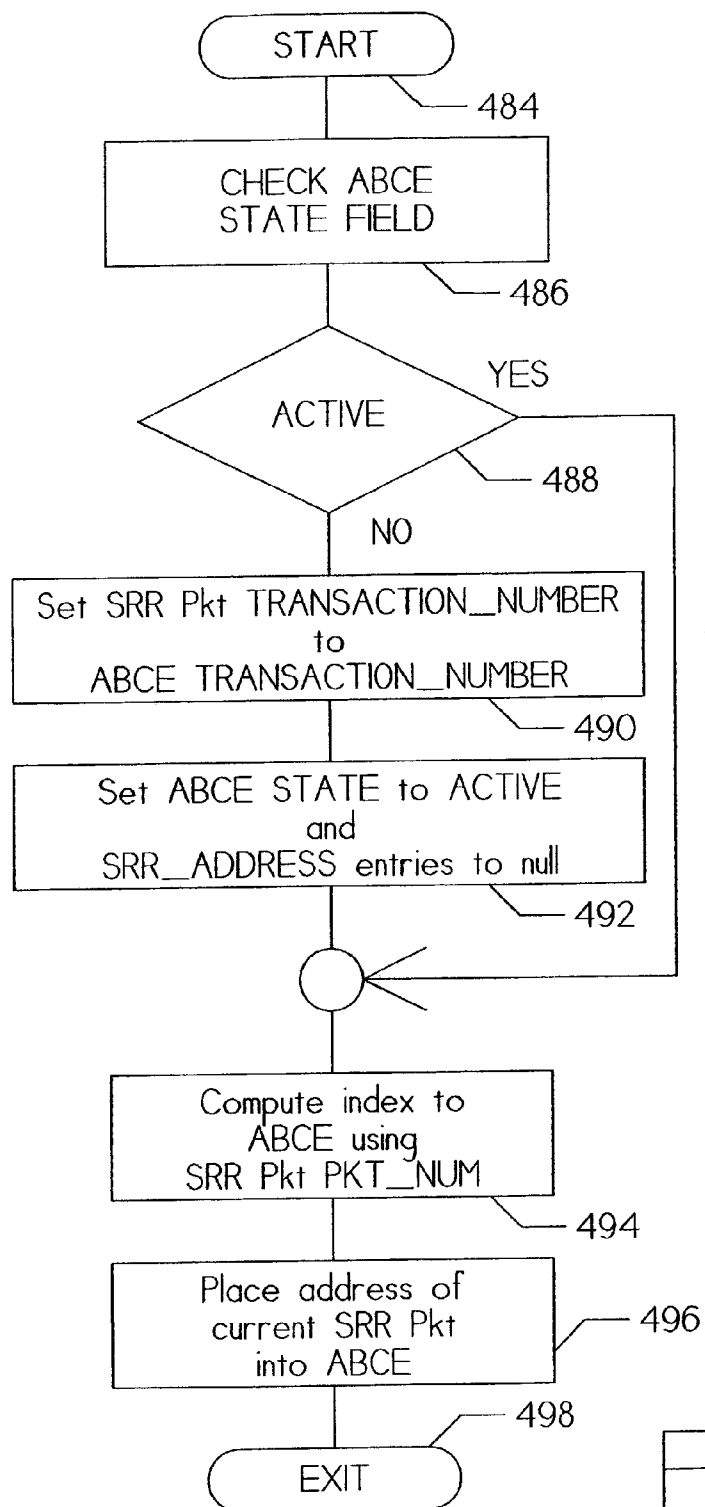 START
484
CHECK ABCE
STATE FIELD
486
YES
ACTIVE
488
NO
Set SRR Pkt TRANSACTION_NUMBER
to
ABCE TRANSACTION_NUMBER
490
Set ABCE STATE to ACTIVE
and
SRR_ADDRESS entries to null
492
Compute index to
ABCE using
SRR Pkt PKT_NUM
494
Place address of
current SRR Pkt
into ABCE
496
498
EXIT